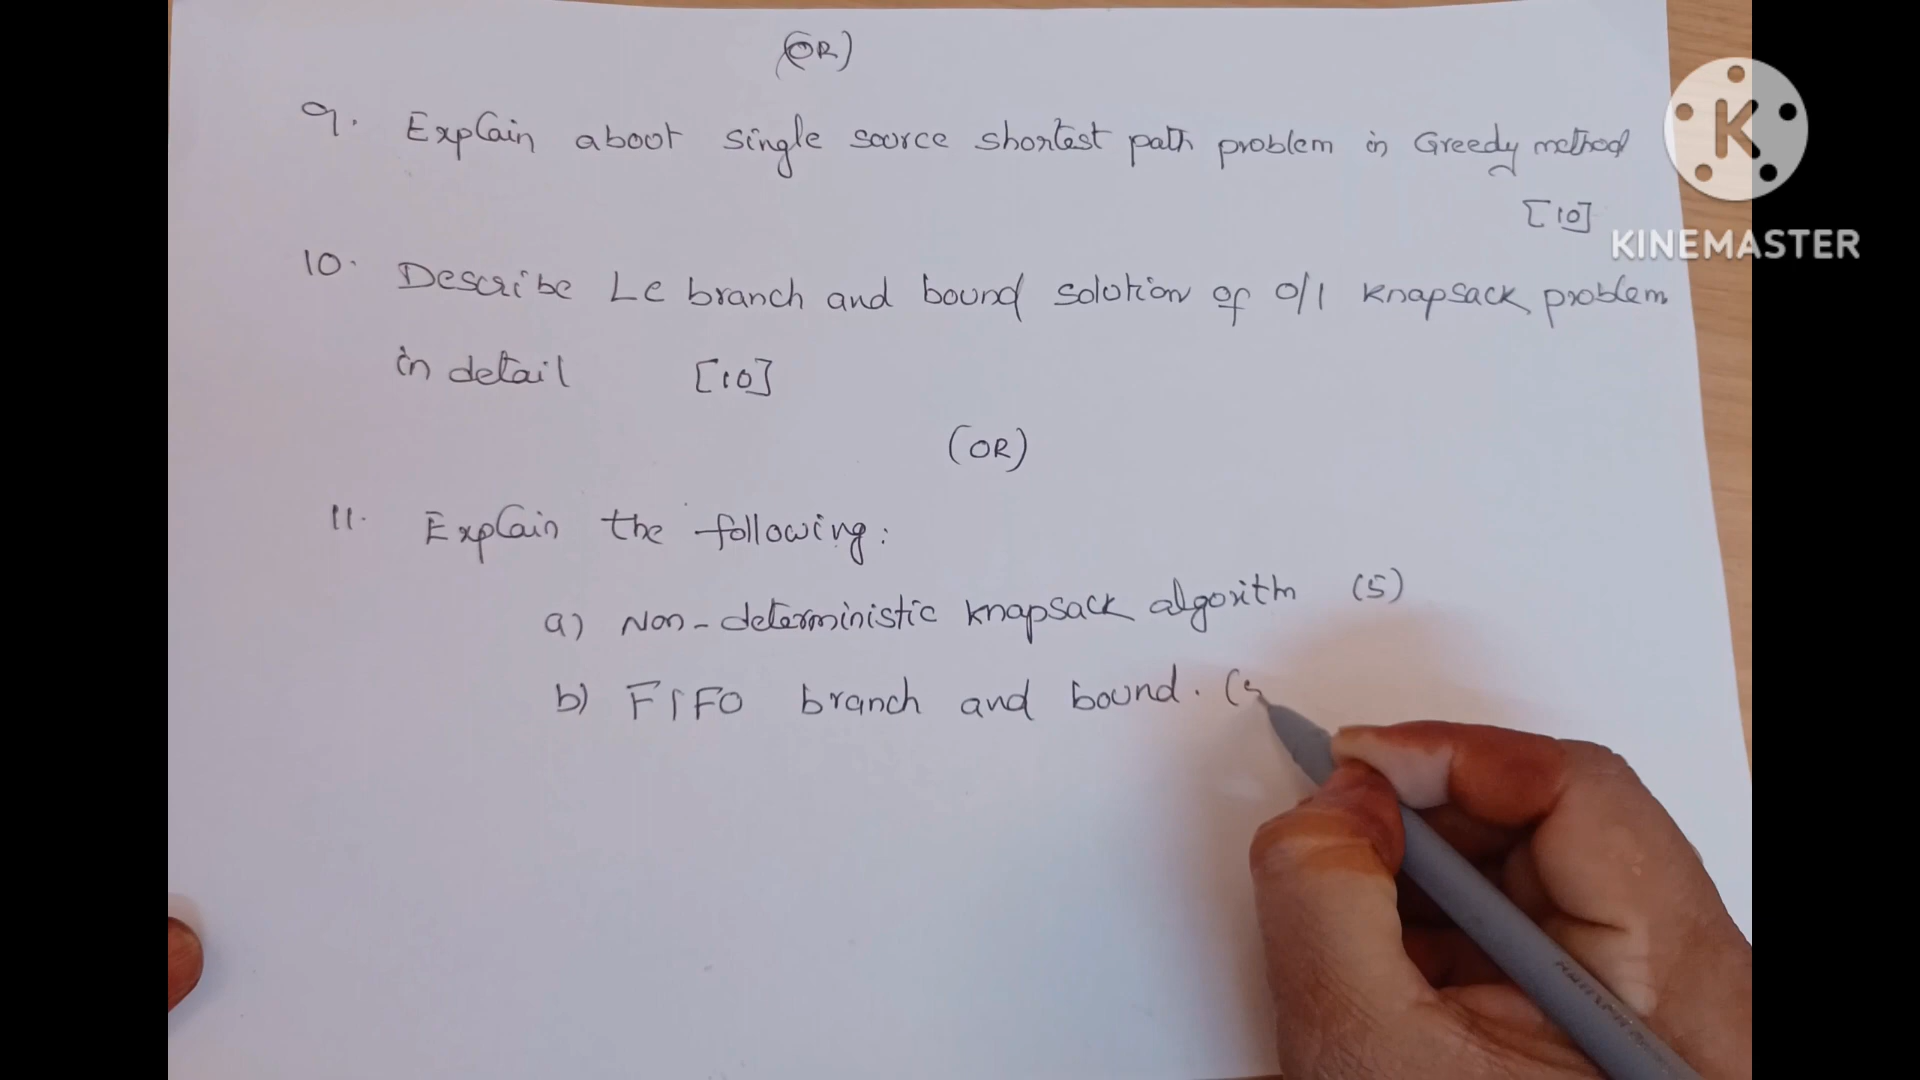 (OR)
9. Explain about single source shortest path problem in Greedy method
[10]
K
KINEMASTER
10. Describe Lc branch and bound solution of 0/1 knapsack problem
in detail [10]
(OR)
11. Explain the following:
a) Non-deterministic knapsack algorithm (5)
b) FIFO branch and bound. (5